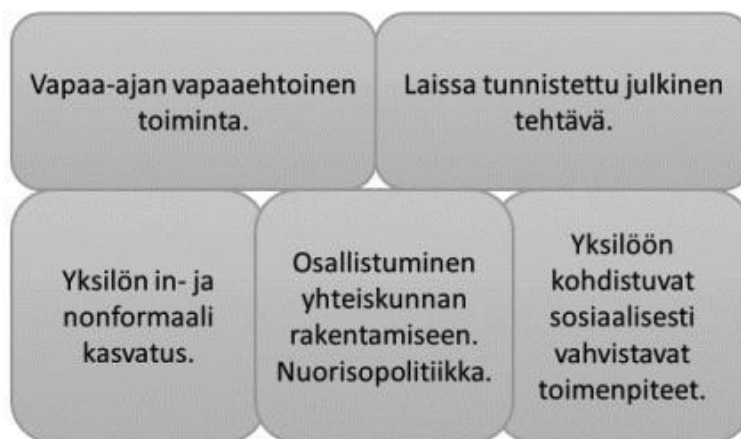 Vapaa-ajan vapaaehtoinen
toiminta.
Laissa tunnistettu julkinen
tehtävä.
Yksilön in- ja
nonformaali
kasvatus.
Osallistuminen
yhteiskunnan
rakentamiseen.
Nuorisopolitiikka.
Yksilöön
kohdistuvat
sosiaalisesti
vahvistavat
toimenpiteet.